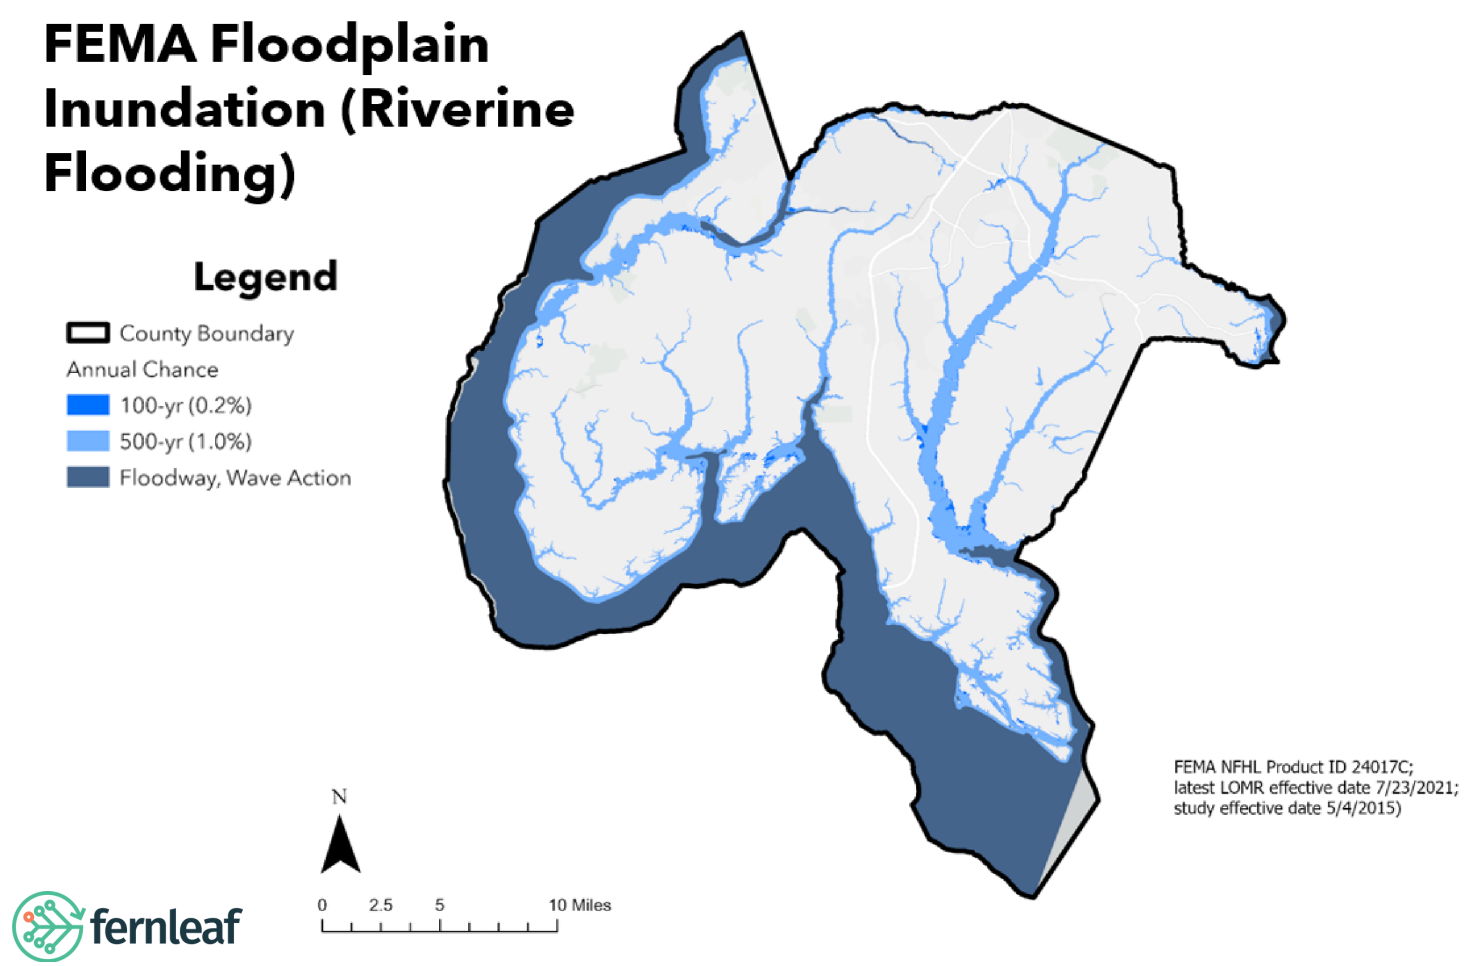 FEMA Floodplain
Inundation (Riverine
Flooding)
Legend
County Boundary
Annual Chance
100-yr (0.2%)
500-yr (1.0%)
Floodway, Wave Action
FEMA NFHL Product ID 24017C;
latest LOMR effective date 7/23/2021;
study effective date 5/4/2015)
N
0 2.5 5 10 Miles
fernleaf